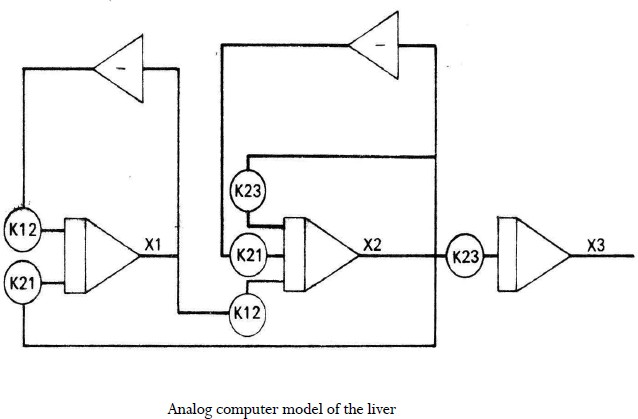 -
-
K23
K12
X1
K21
X2
K23
X3
K21
K12
Analog computer model of the liver